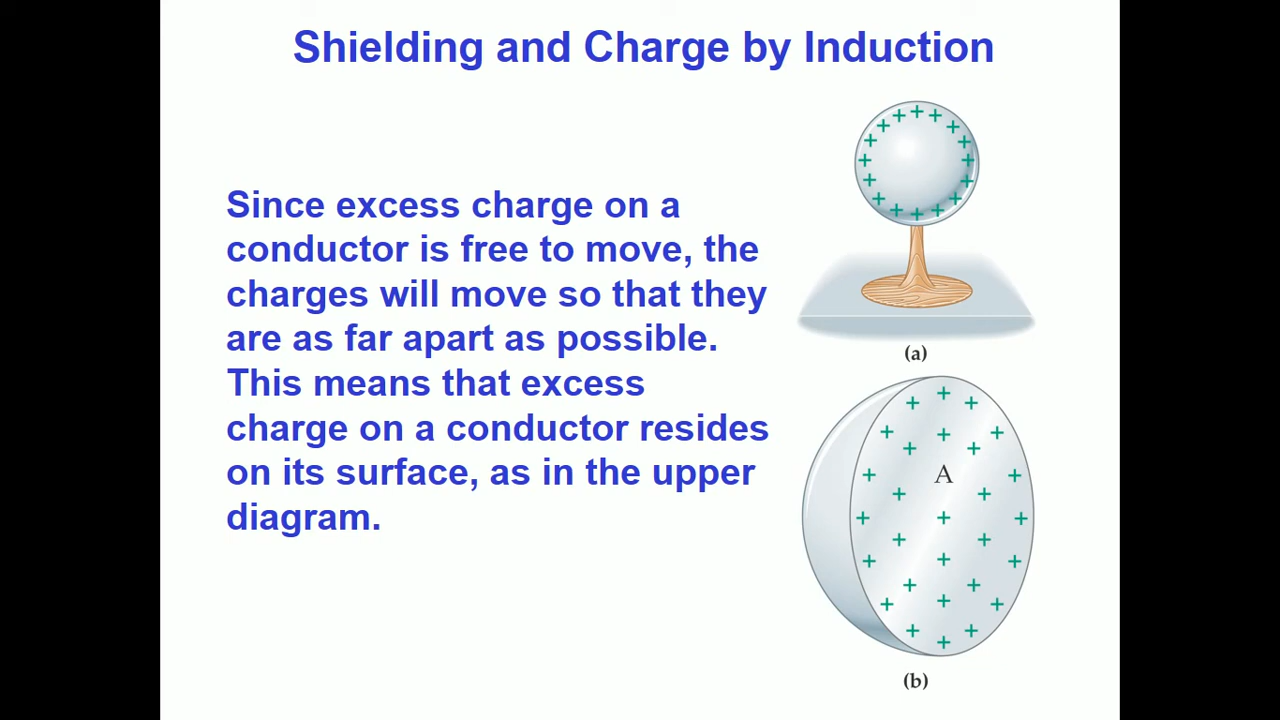 Shielding and Charge by Induction
Since excess charge on a
conductor is free to move, the
charges will move so that they
are as far apart as possible.
This means that excess
charge on a conductor resides
on its surface, as in the upper
diagram.
(a)
A
(b)